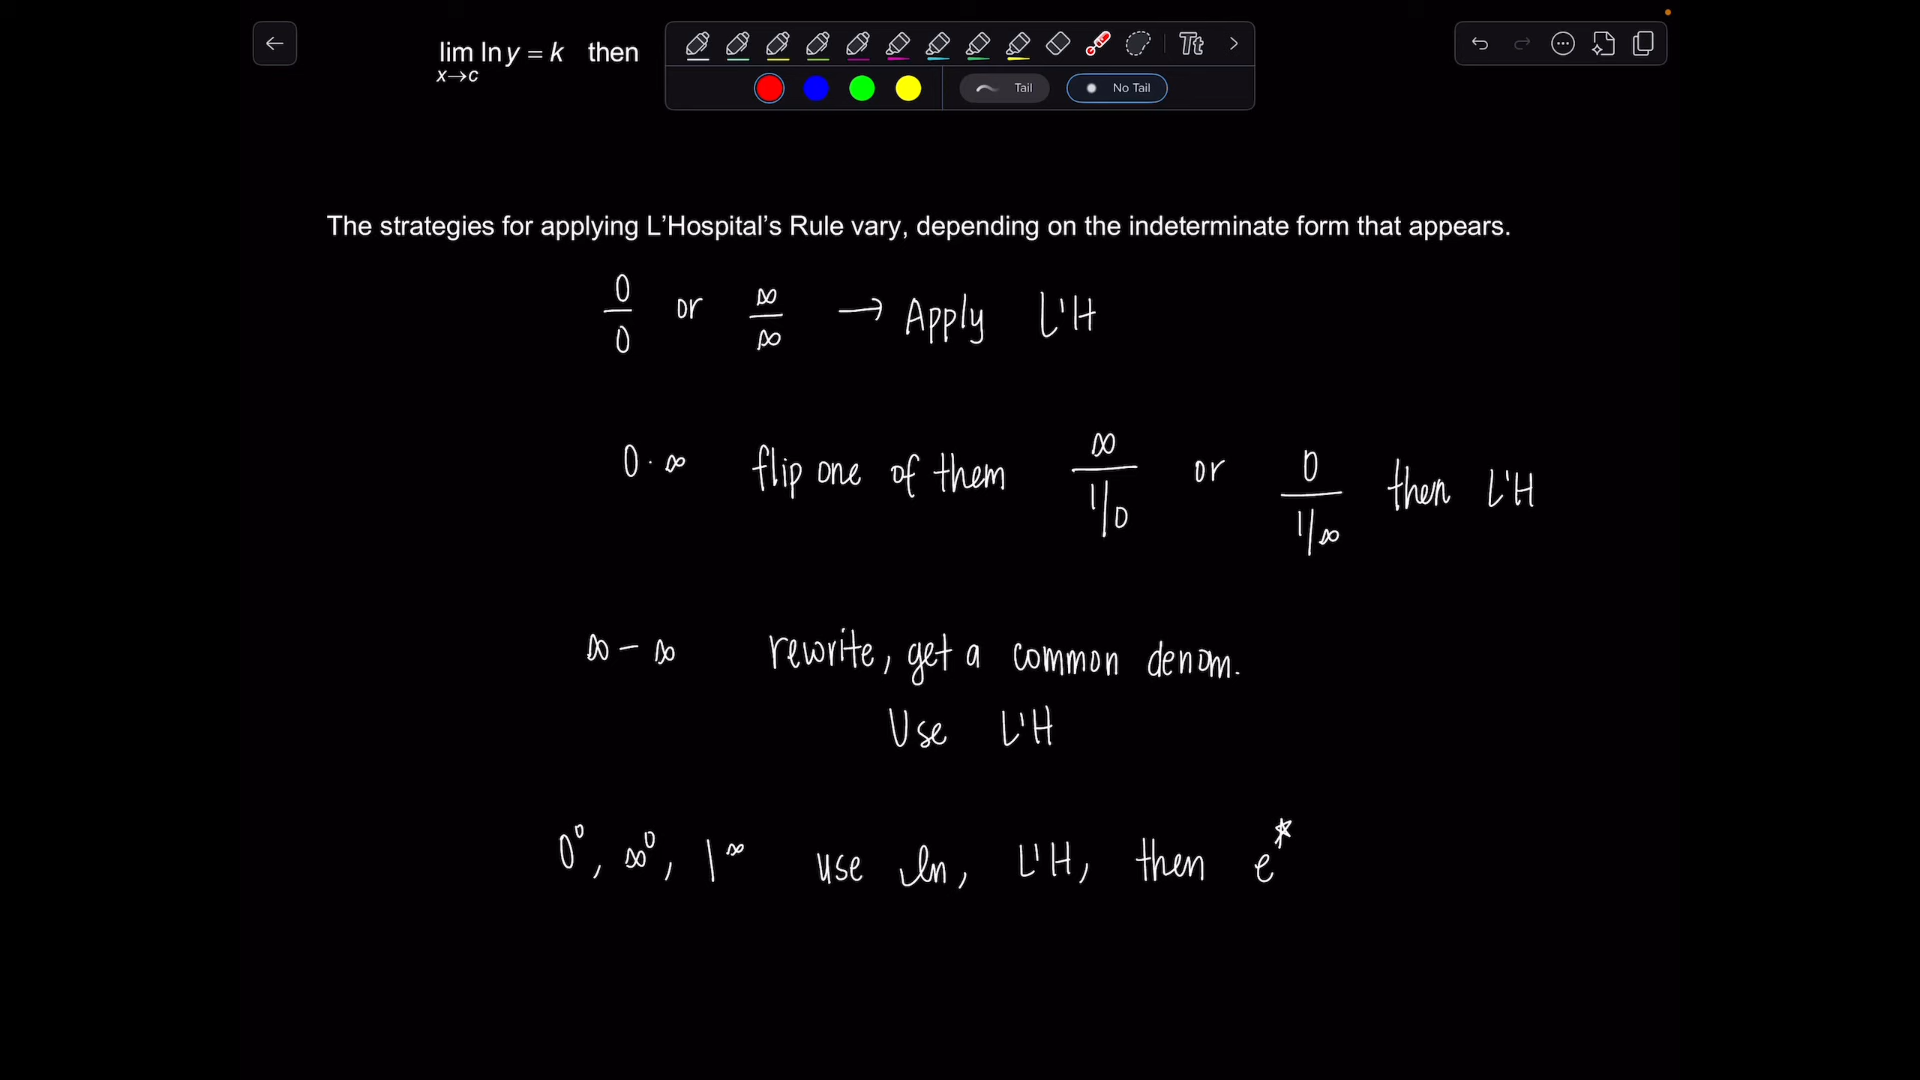 lim ln y = k then
x→c
Tt
Tail
No Tail
The strategies for applying L’Hospital’s Rule vary, depending on the indeterminate form that appears.
0/0 or ∞/∞ → Apply L'H
0·∞ flip one of them ∞/(1/0) or 0/(1/∞) then L'H
∞ - ∞ rewrite, get a common denom.
Use L'H
0⁰, ∞⁰, 1^∞ use ln, L'H, then e^☆